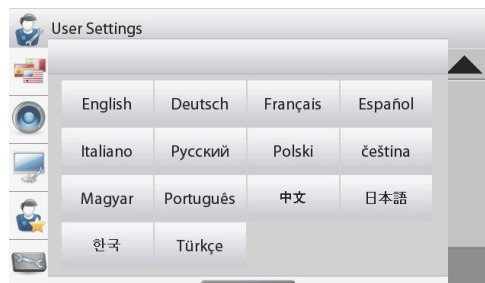 User Settings
English Deutsch Français Español
Italiano Русский Polski čeština
Magyar Português 中文 日本語
한국 Türkçe